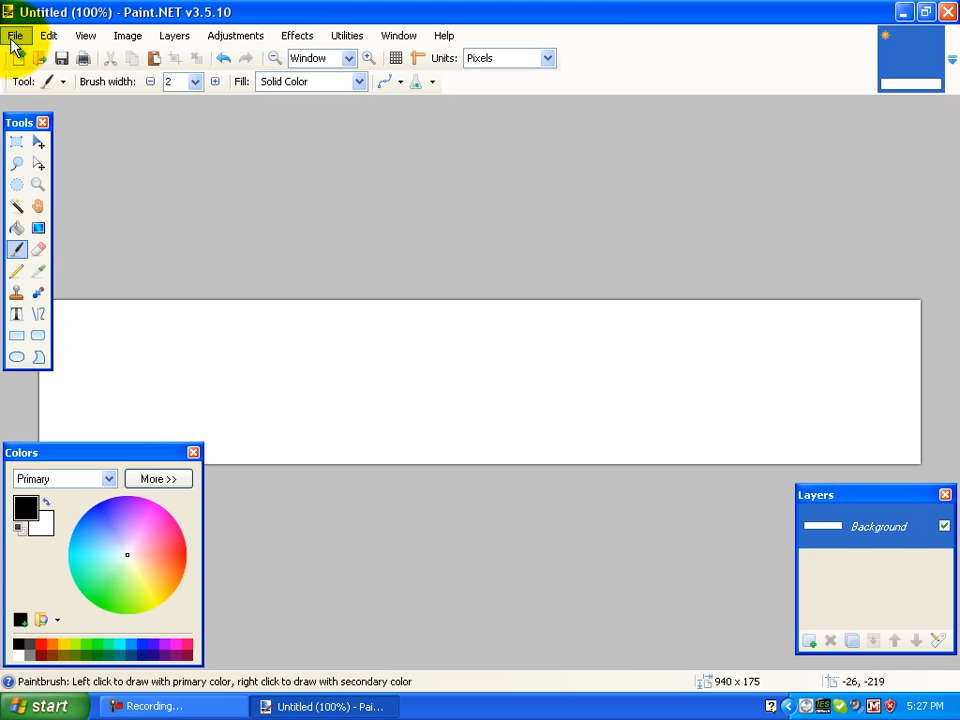 Untitled (100%) - Paint.NET v3.5.10
File Edit View Image Layers Adjustments Effects Utilities Window Help
Window Units: Pixels
Tool: Brush width: 2 Fill: Solid Color
Tools
Colors
Primary More >>
Layers
Background
Paintbrush: Left click to draw with primary color, right click to draw with secondary color 940 x 175 -26, -219
start Recording... Untitled (100%) - Pai... 5:27 PM